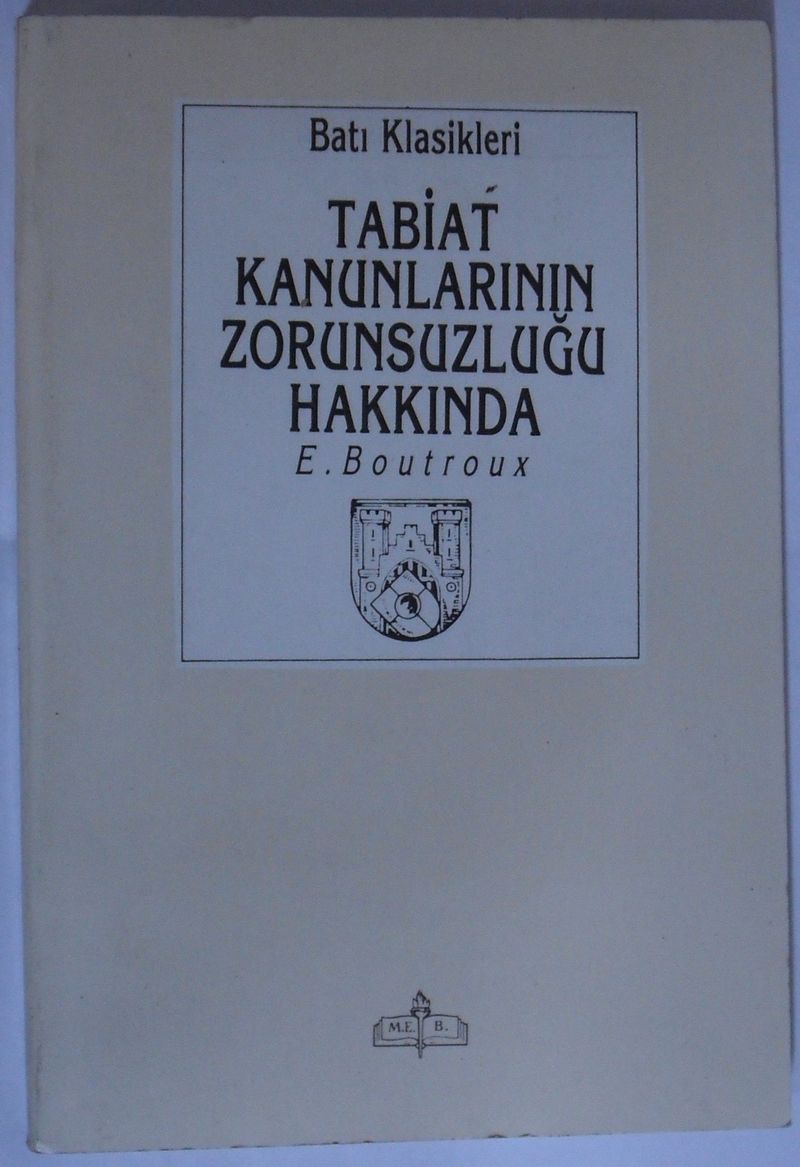 Batı Klasikleri
TABİAT
KANUNLARININ
ZORUNSUZLUĞU
HAKKINDA
E. Boutroux
M.E. B.